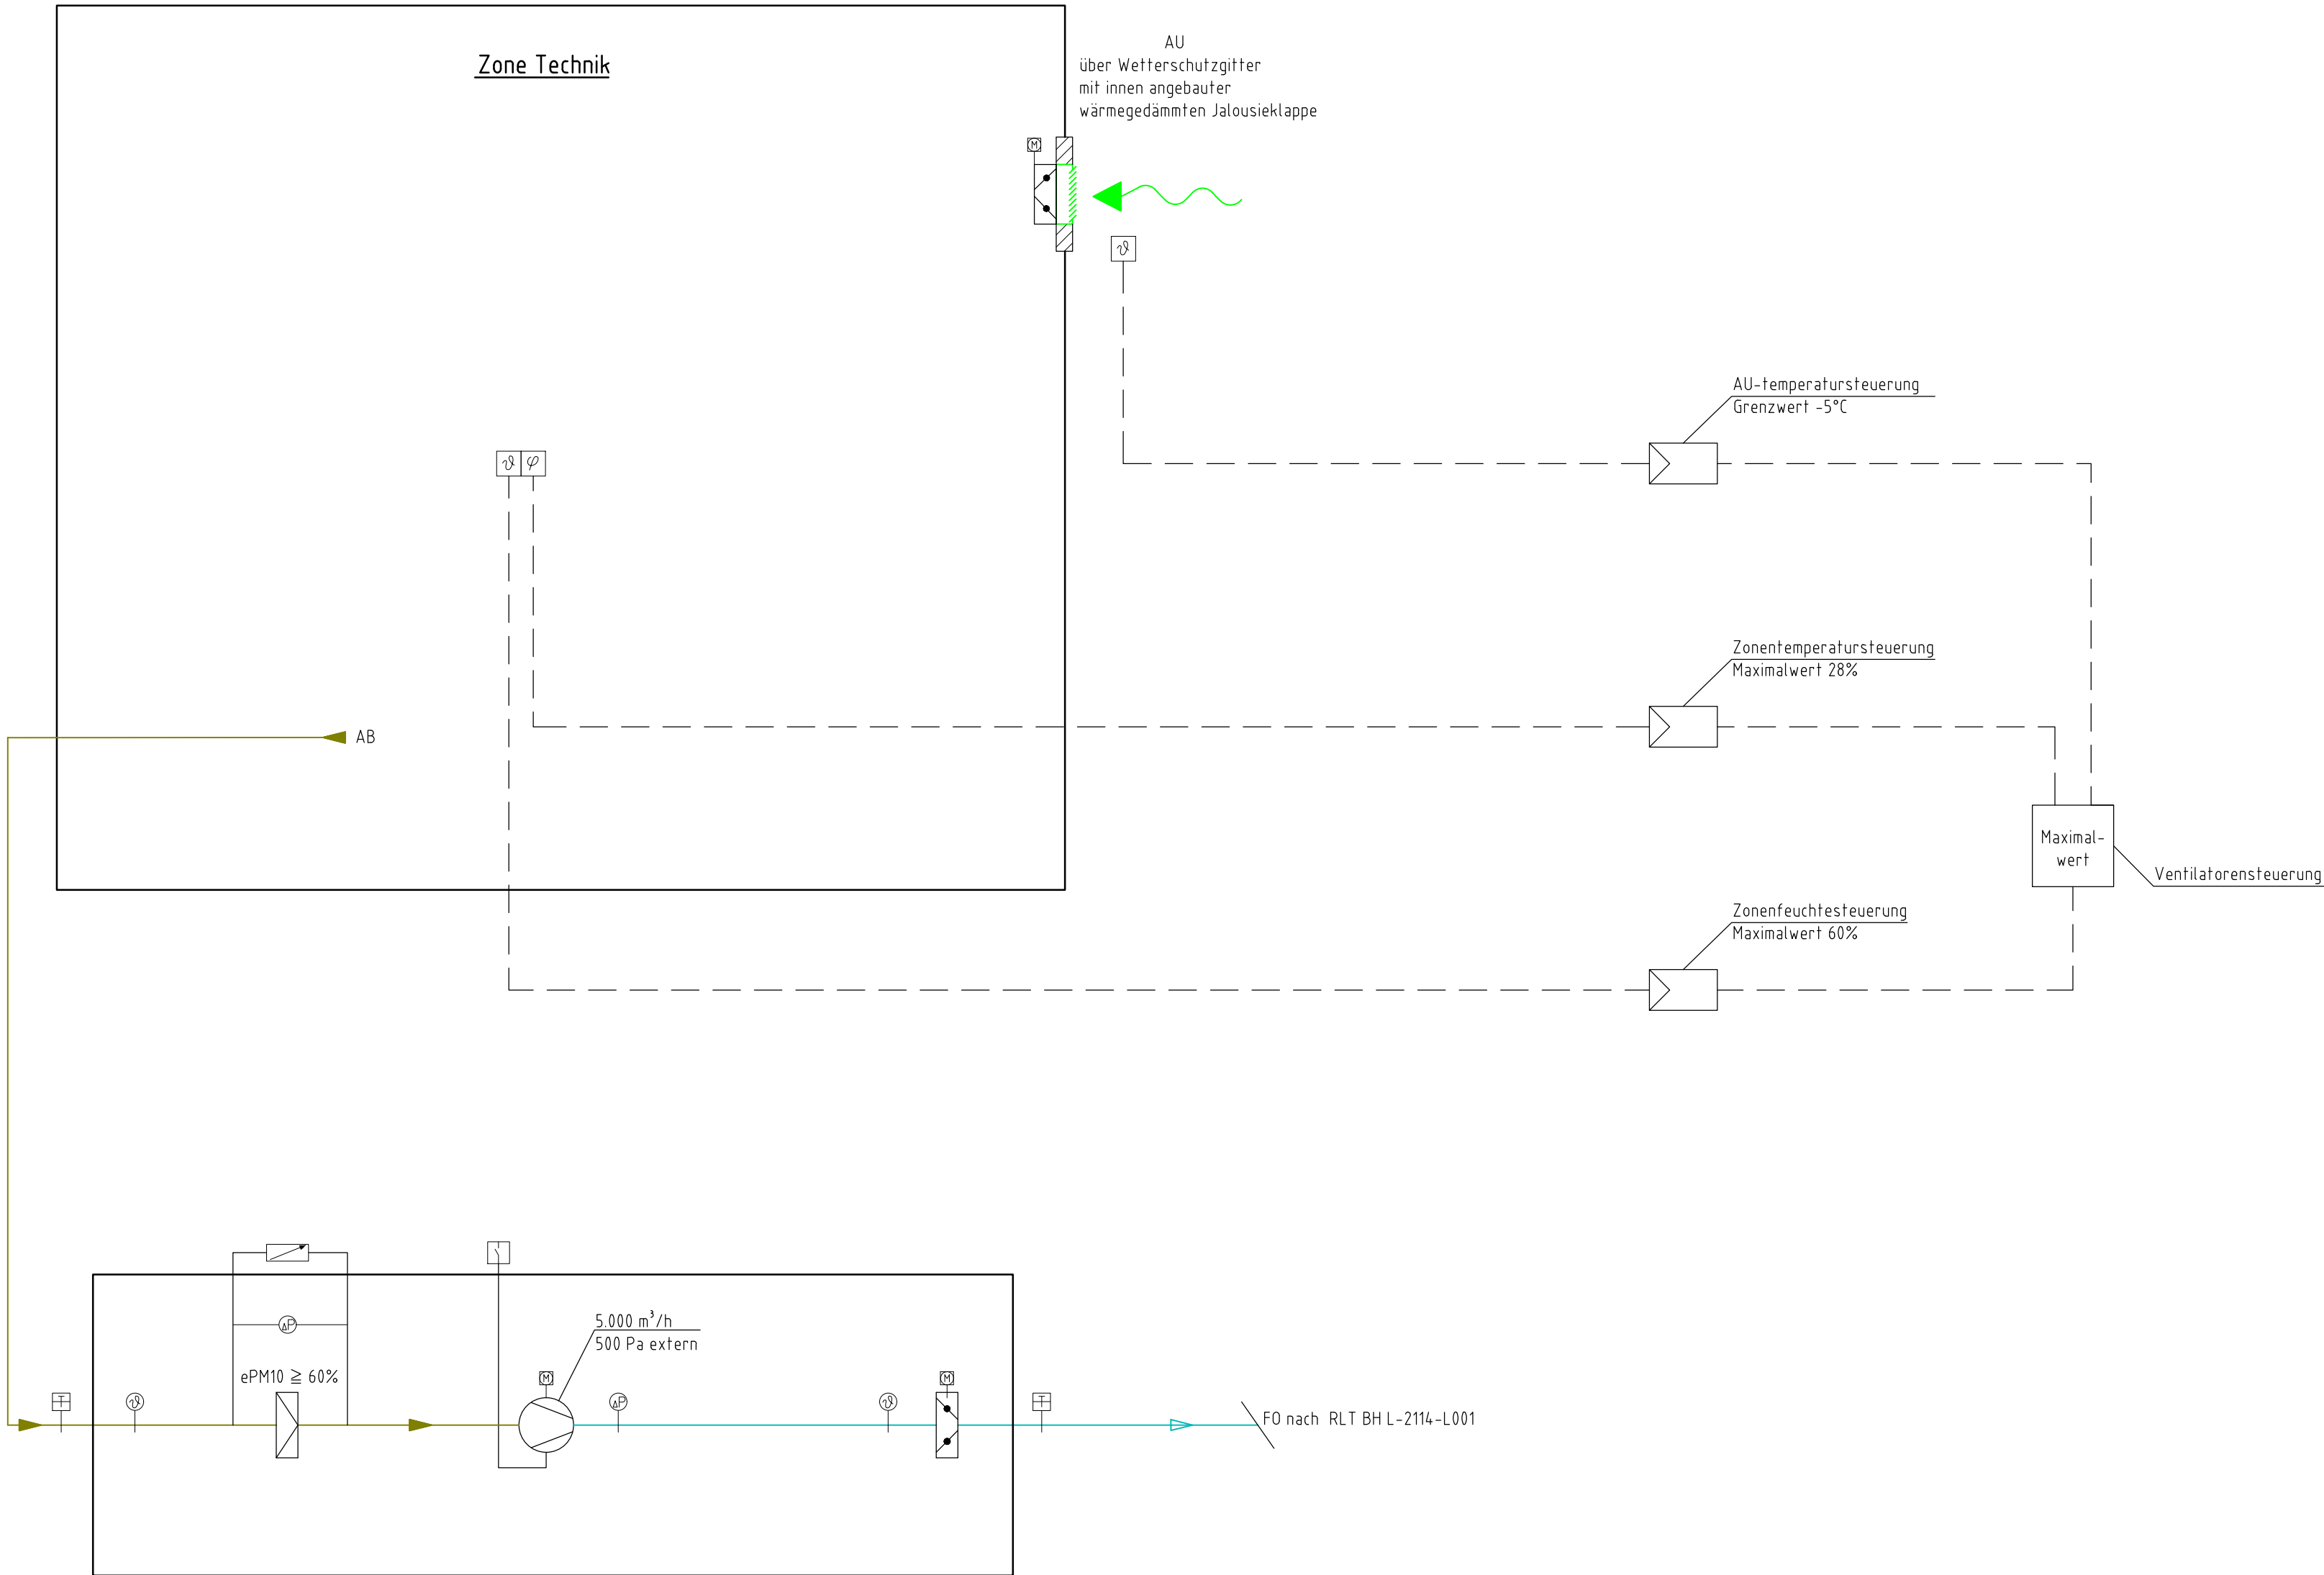 Zone Technik
AU
über Wetterschutzgitter
mit innen angebauter
wärmegedämmten Jalousieklappe
M
ϑ
AU-temperatursteuerung
Grenzwert -5°C
ϑ φ
Zonentemperatursteuerung
Maximalwert 28%
AB
Maximal-
wert
Ventilatorensteuerung
Zonenfeuchtesteuerung
Maximalwert 60%
5.000 m³/h
500 Pa extern
ΔP
ePM10 ≧ 60%
M
M
T
ϑ
ΔP
ϑ
T
FO nach RLT BH L-2114-L001